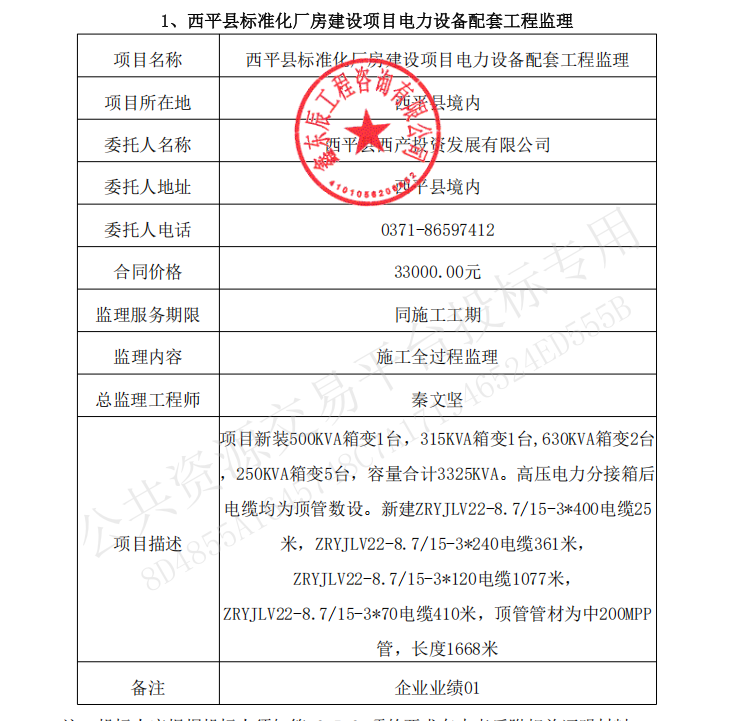 1、西平县标准化厂房建设项目电力设备配套工程监理
项目名称
西平县标准化厂房建设项目电力设备配套工程监理
项目所在地
西平县境内
委托人名称
西平县西产投资发展有限公司
委托人地址
西平县境内
委托人电话
0371-86597412
合同价格
33000.00元
监理服务期限
同施工工期
监理内容
施工全过程监理
总监理工程师
秦文坚
项目描述
项目新装500KVA箱变1台，315KVA箱变1台,630KVA箱变2台
，250KVA箱变5台，容量合计3325KVA。高压电力分接箱后
电缆均为顶管数设。新建ZRYJLV22-8.7/15-3*400电缆25
米，ZRYJLV22-8.7/15-3*240电缆361米，
ZRYJLV22-8.7/15-3*120电缆1077米，
ZRYJLV22-8.7/15-3*70电缆410米，顶管管材为中200MPP
管，长度1668米
备注
企业业绩01
东辰工程咨询有限公司
公共资源交易平台投标专用